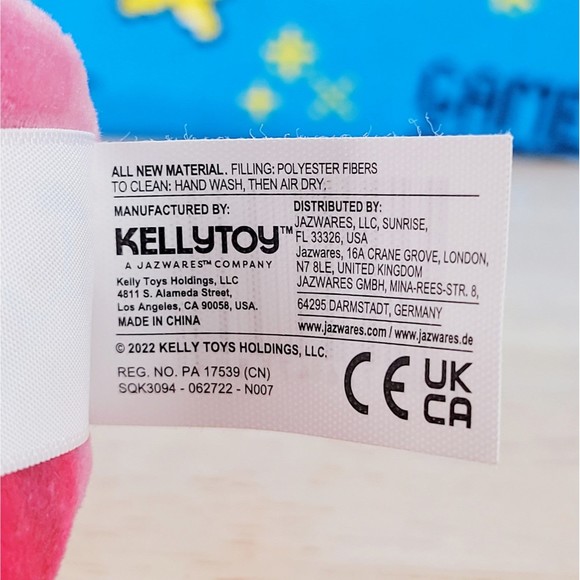 ALL NEW MATERIAL. FILLING: POLYESTER FIBERS
TO CLEAN: HAND WASH, THEN AIR DRY.
MANUFACTURED BY:
KELLYTOY™
A JAZWARES™ COMPANY
Kelly Toys Holdings, LLC
4811 S. Alameda Street,
Los Angeles, CA 90058, USA.
MADE IN CHINA
DISTRIBUTED BY:
JAZWARES, LLC, SUNRISE,
FL 33326, USA
Jazwares, 16A CRANE GROVE, LONDON,
N7 8LE, UNITED KINGDOM
JAZWARES GMBH, MINA-REES-STR. 8,
64295 DARMSTADT, GERMANY
www.jazwares.com / www.jazwares.de
© 2022 KELLY TOYS HOLDINGS, LLC.
REG. NO. PA 17539 (CN)
SQK3094 - 062722 - N007
CE
UK
CA